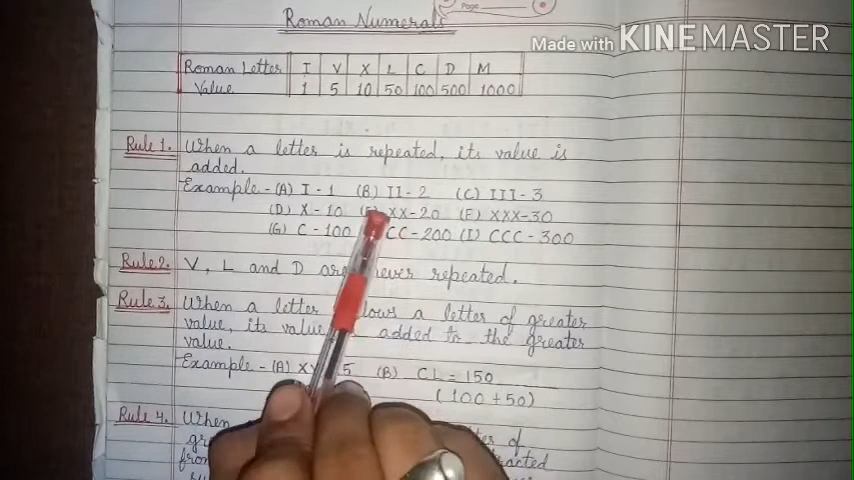 Page
Roman Numerals
Made with KINEMASTER
Roman Letter I V X L C D M
Value 1 5 10 50 100 500 1000
Rule 1. When a letter is repeated, its value is
added.
Example - (A) I - 1 (B) II - 2 (C) III - 3
(D) X - 10 XX - 20 (F) XXX - 30
(G) C - 100 CC - 200 (I) CCC - 300
Rule 2. V, L and D are never repeated.
Rule 3. When a letter a letter of greater
value, its value added to the greater
value.
Example - (A) (B) CL = 150
(100 + 50)
Rule 4. When of